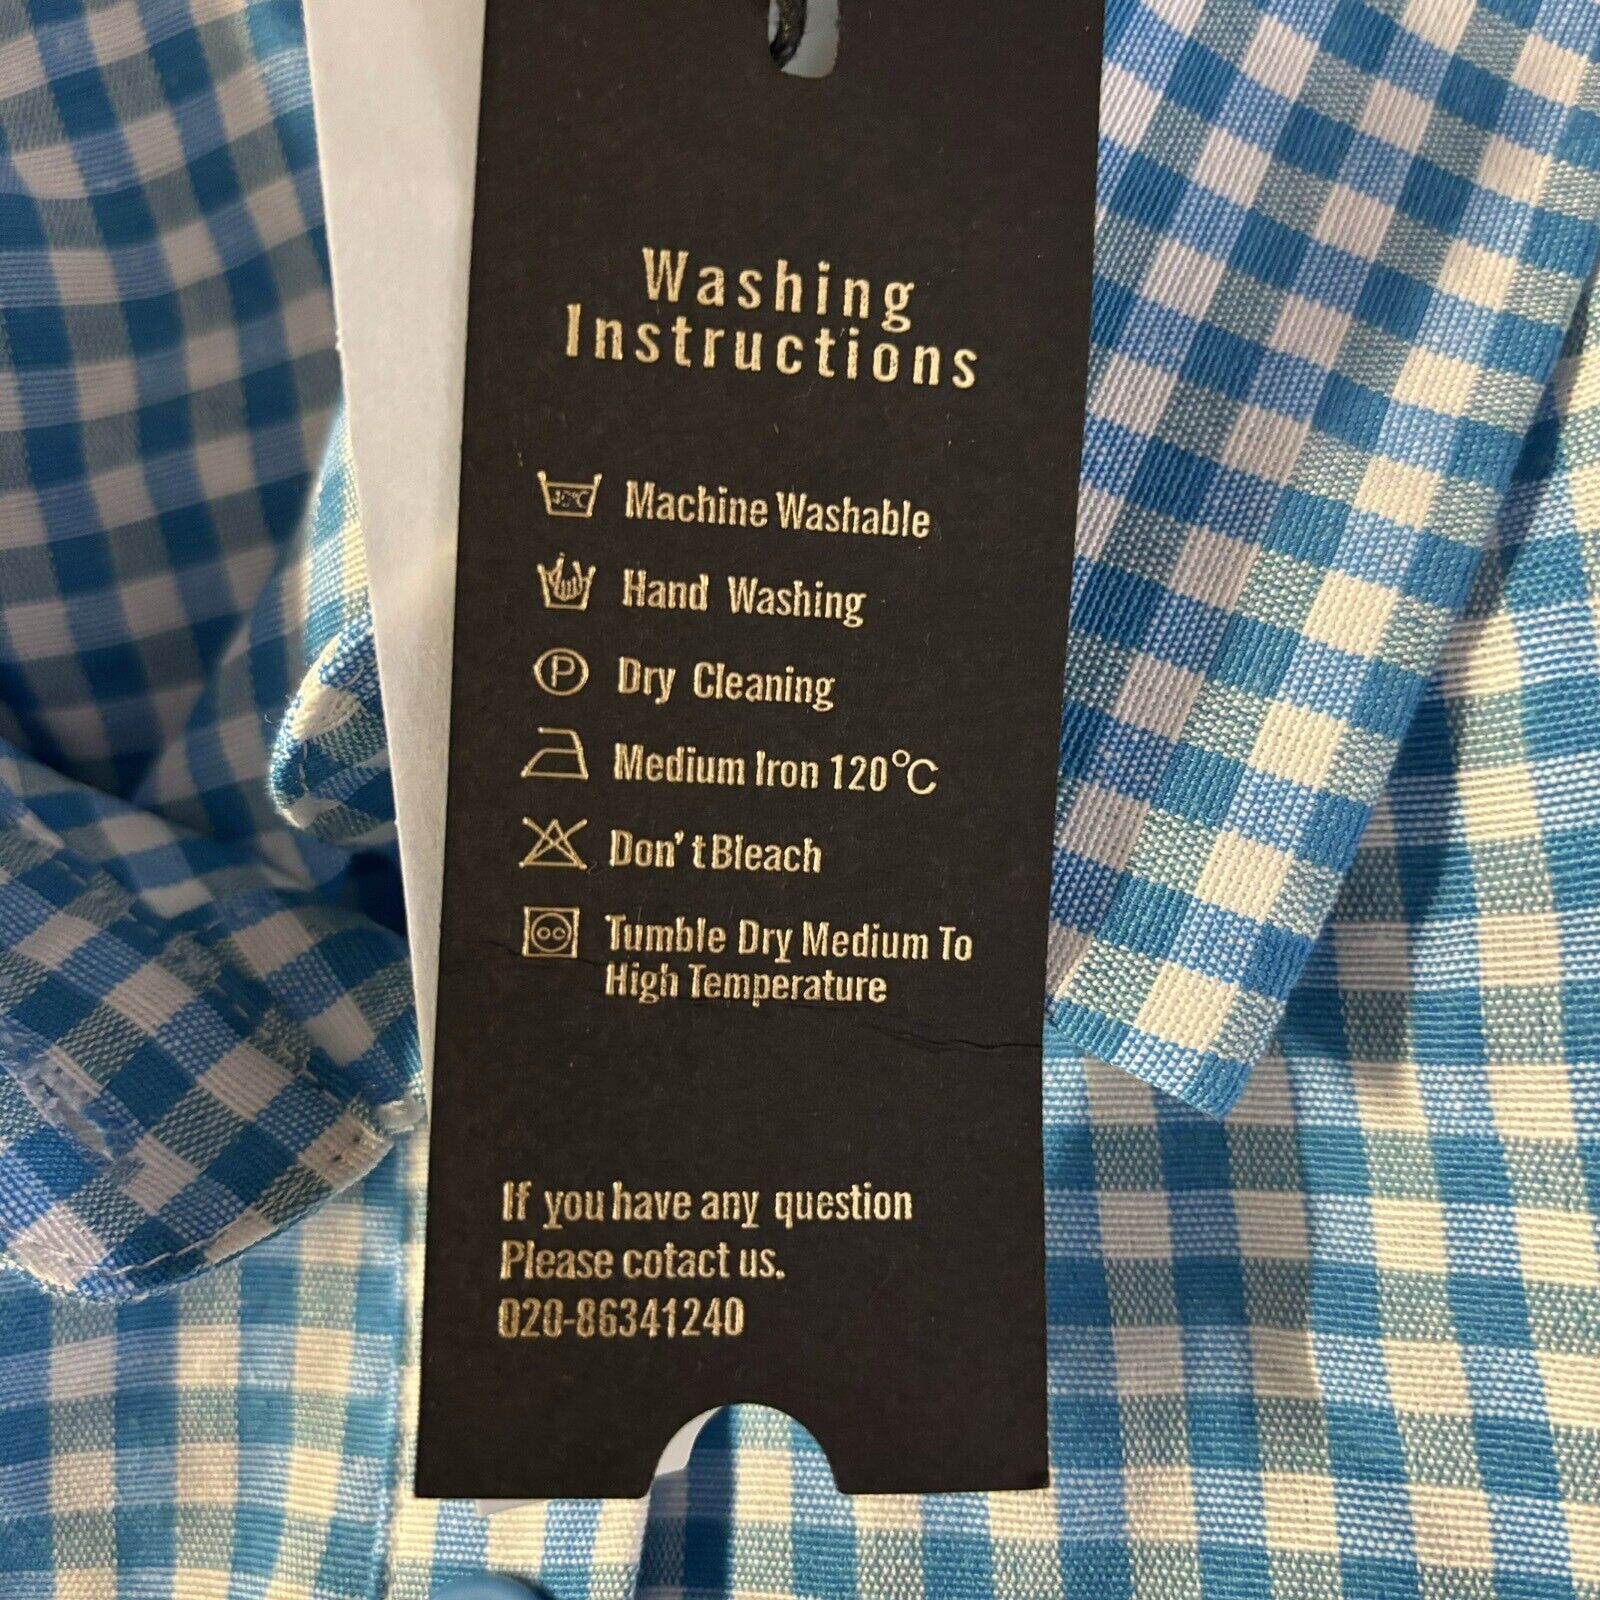 Washing
Instructions
40°C Machine Washable
Hand Washing
P Dry Cleaning
Medium Iron 120°C
Don't Bleach
Tumble Dry Medium To
High Temperature
If you have any question
Please cotact us.
020-86341240